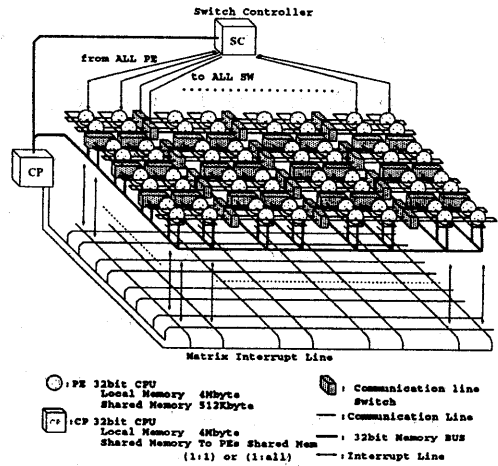 Switch Controller
SC
from ALL PE
to ALL SW
CP
Matrix Interrupt Line
:PE 32bit CPU
Local Memory 4Mbyte
Shared Memory 512Kbyte
CP :CP 32bit CPU
Local Memory 4Mbyte
Shared Memory To PEs Shared Mem
(1:1) or (1:all)
: Communication line
Switch
:Communication Line
: 32bit Memory BUS
:Interrupt Line